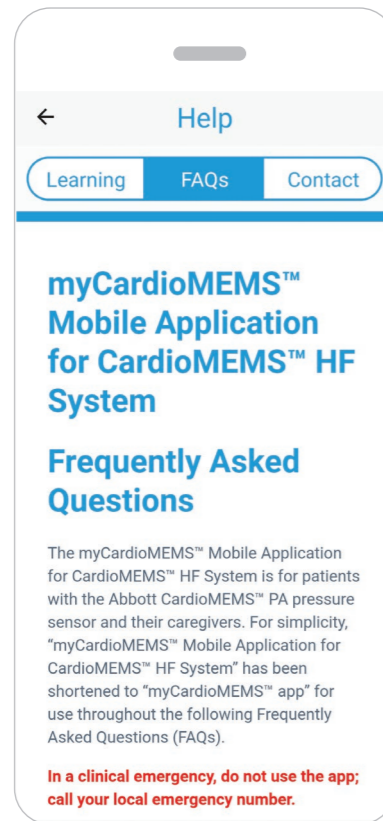 Help
Learning FAQs Contact
myCardioMEMS™
Mobile Application
for CardioMEMS™ HF
System
Frequently Asked
Questions
The myCardioMEMS™ Mobile Application
for CardioMEMS™ HF System is for patients
with the Abbott CardioMEMS™ PA pressure
sensor and their caregivers. For simplicity,
“myCardioMEMS™ Mobile Application for
CardioMEMS™ HF System” has been
shortened to “myCardioMEMS™ app” for
use throughout the following Frequently
Asked Questions (FAQs).
In a clinical emergency, do not use the app;
call your local emergency number.